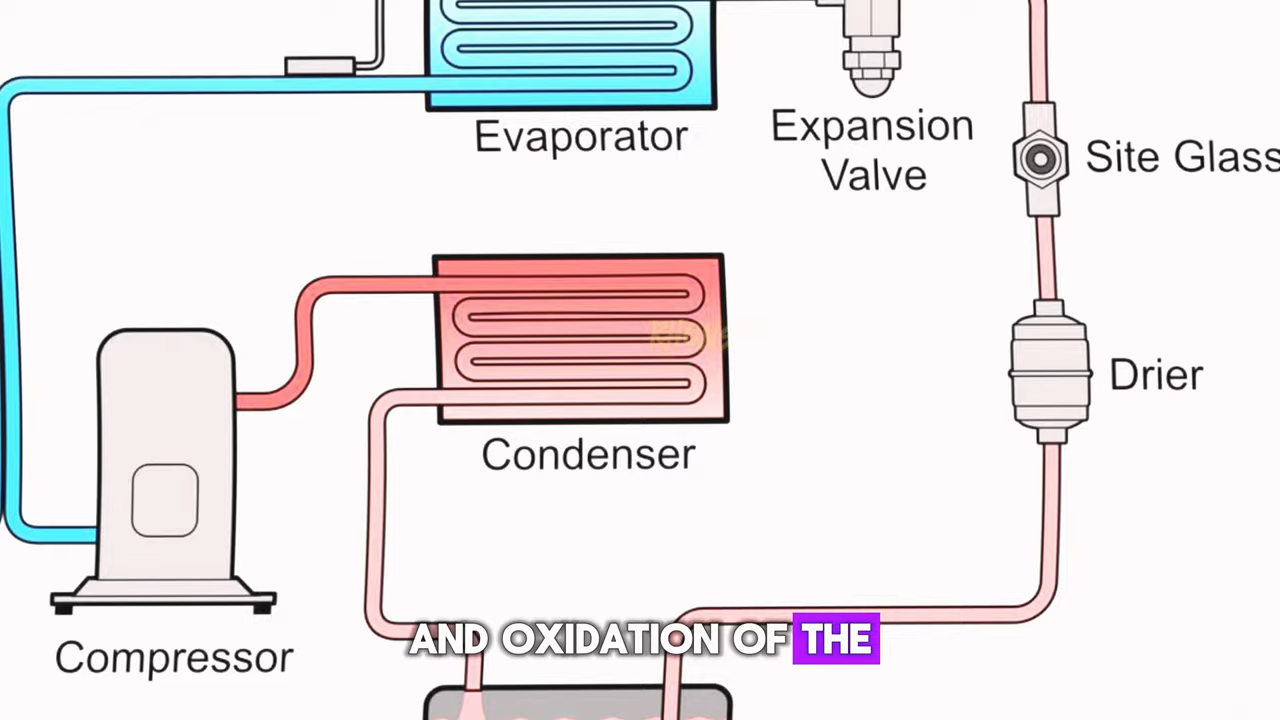 Evaporator
Expansion
Valve
Site Glass
Condenser
Drier
AND OXIDATION OF THE
Compressor